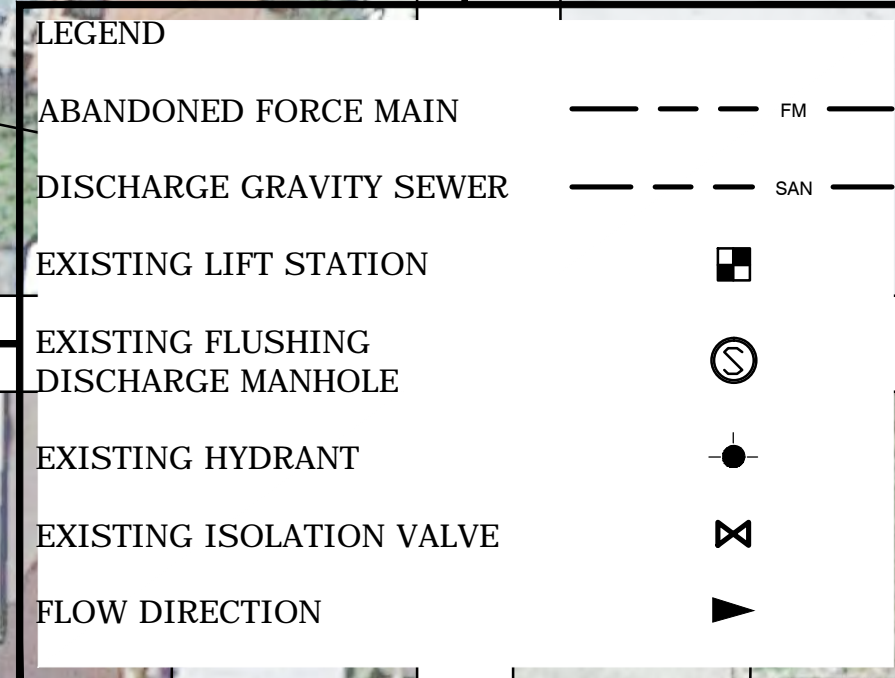 LEGEND
ABANDONED FORCE MAIN FM
DISCHARGE GRAVITY SEWER SAN
EXISTING LIFT STATION
EXISTING FLUSHING
DISCHARGE MANHOLE
S
EXISTING HYDRANT
EXISTING ISOLATION VALVE
FLOW DIRECTION